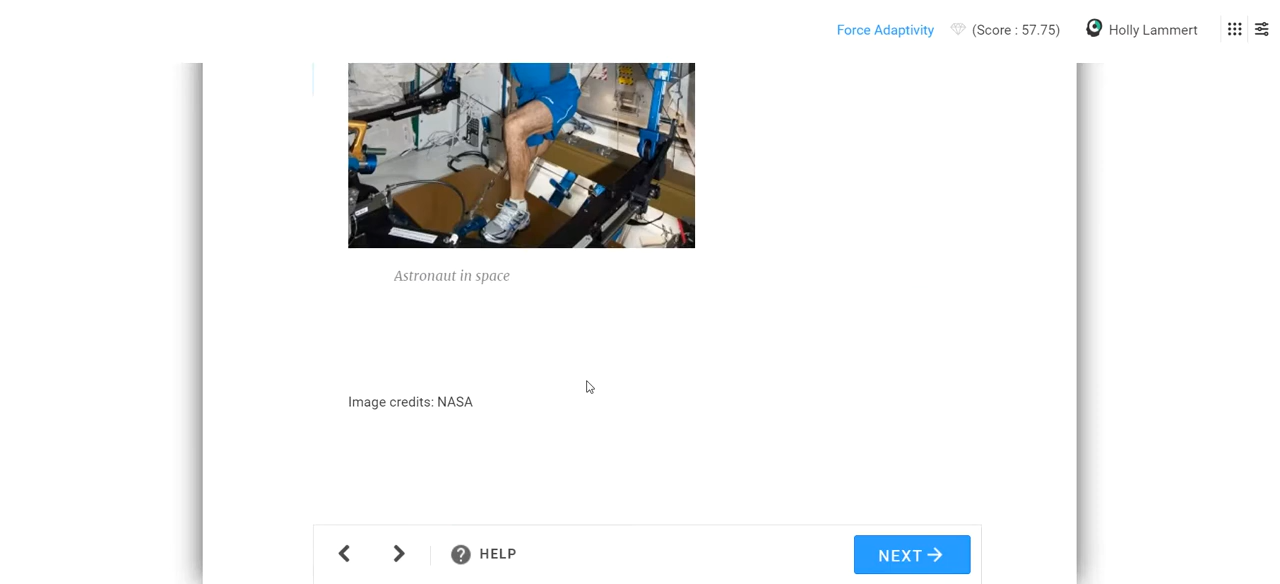 Force Adaptivity (Score : 57.75) Holly Lammert
Astronaut in space
Image credits: NASA
HELP
NEXT